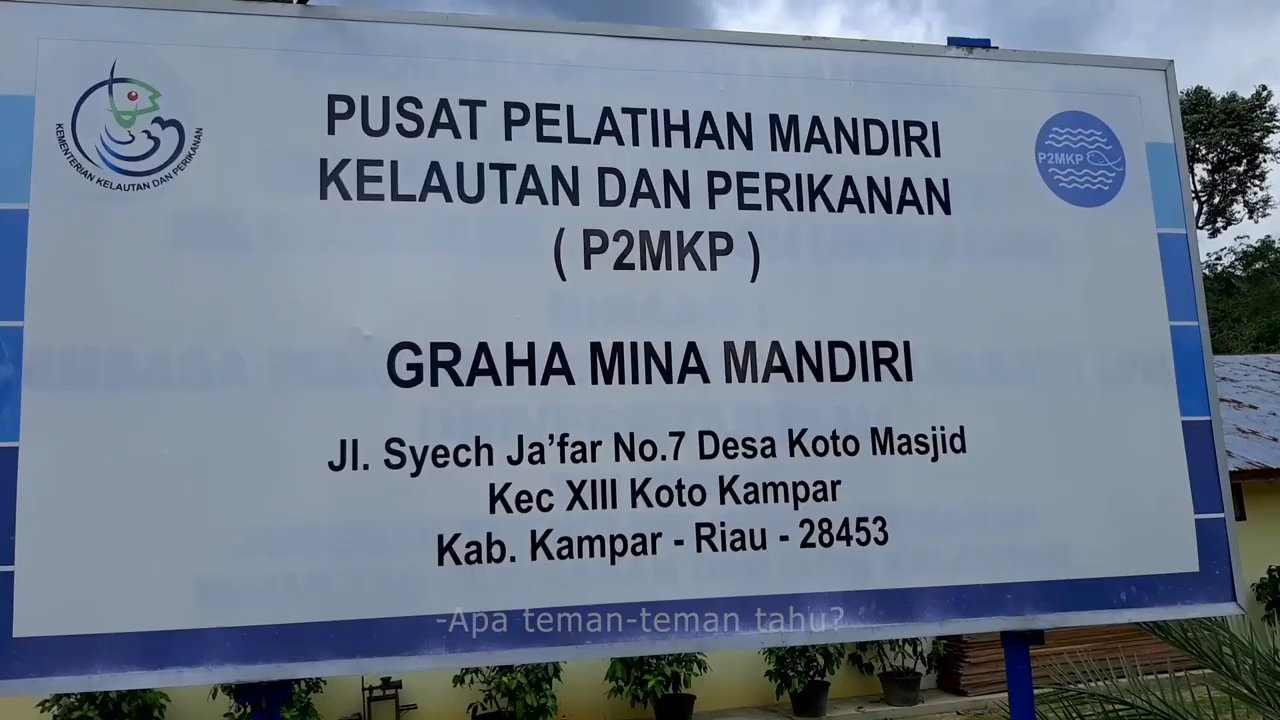 KEMENTERIAN KELAUTAN DAN PERIKANAN
PUSAT PELATIHAN MANDIRI
KELAUTAN DAN PERIKANAN
( P2MKP )
P2MKP
GRAHA MINA MANDIRI
Jl. Syech Ja'far No.7 Desa Koto Masjid
Kec XIII Koto Kampar
Kab. Kampar - Riau - 28453
-Apa teman-teman tahu?